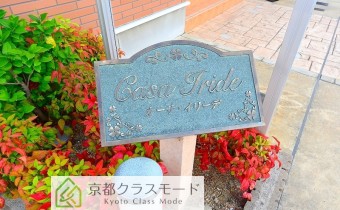 Casa Iride
カーサ・イリーデ
京都クラスモード
Kyoto Class Mode